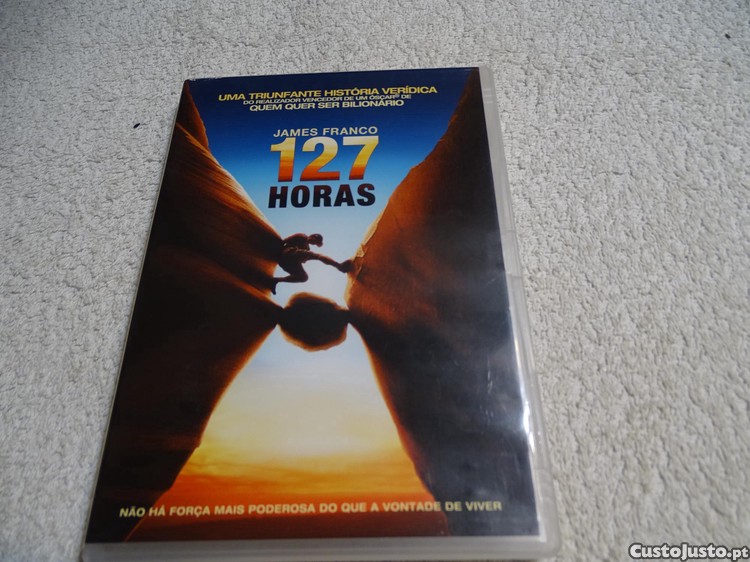 UMA TRIUNFANTE HISTÓRIA VERÍDICA
DO REALIZADOR VENCEDOR DE UM ÓSCAR® DE
QUEM QUER SER BILIONÁRIO
JAMES FRANCO
127
HORAS
NÃO HÁ FORÇA MAIS PODEROSA DO QUE A VONTADE DE VIVER
CustoJusto.pt